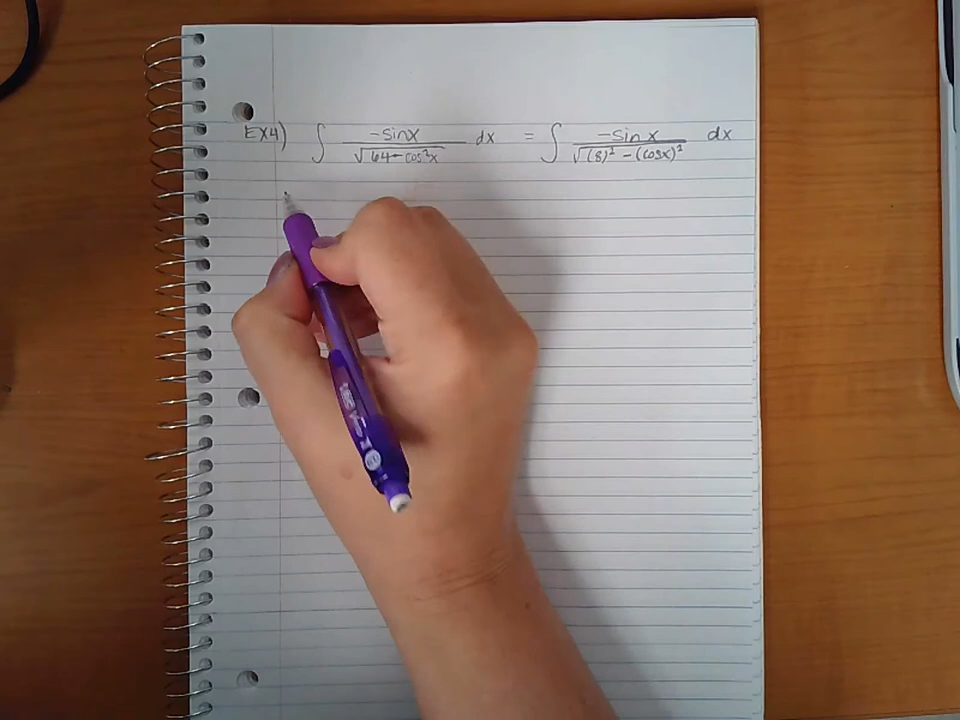 EX4) ∫ -sinx / √(64-cos²x) dx = ∫ -sin x / √((8)² - (cosx)²) dx